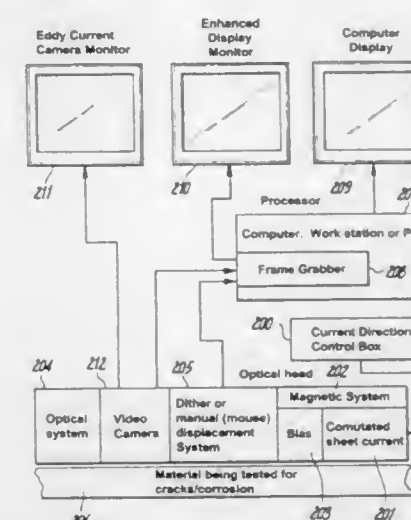 Eddy Current
Camera Monitor
Enhanced
Display
Monitor
Computer
Display
211
210
209
Processor
Computer. Work station or
Frame Grabber
208
200
Current Direction
Control Box
Optical head
204
212
205
202
Optical
system
Video
Camera
Dither or
manual (mouse)
displacement
System
Magnetic System
Bias
Comutated
sheet current
Material being tested for
cracks/corrosion
203
201